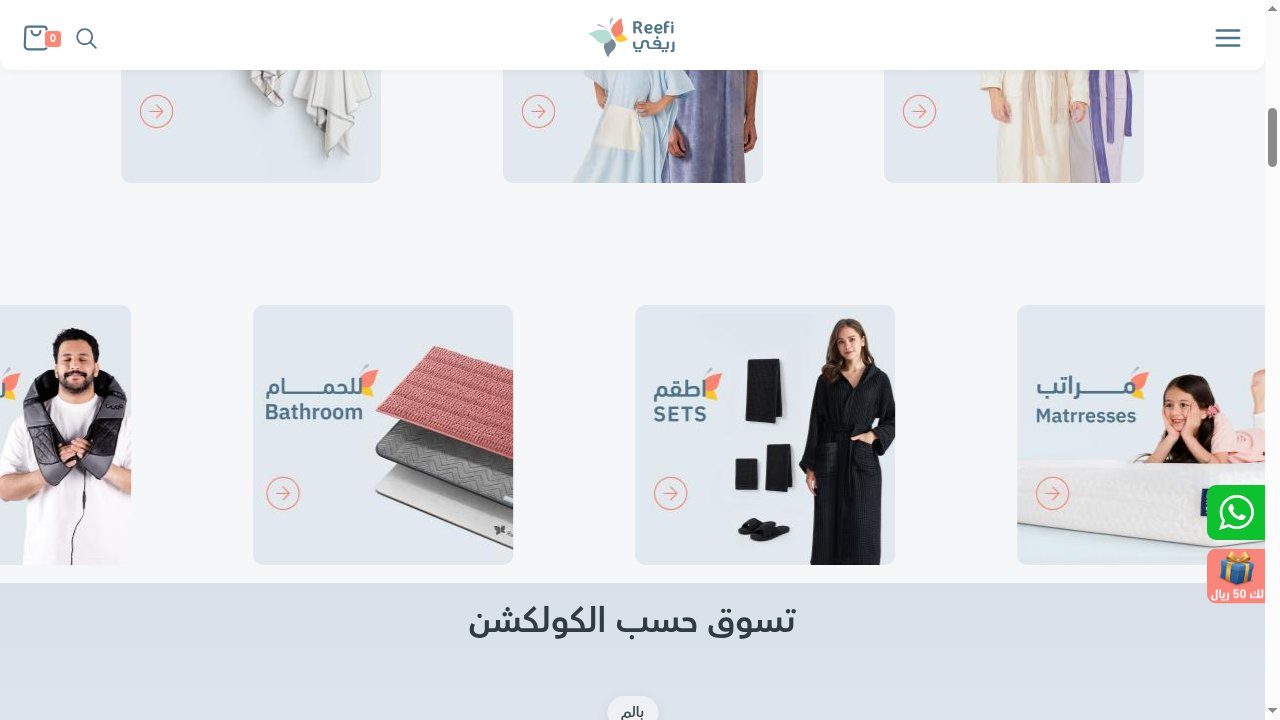 0
Reefi
ريفي
مراتب
Matrresses
اطقم
SETS
للحمام
Bathroom
لك 50 ريال
تسوق حسب الكولكشن
بالم